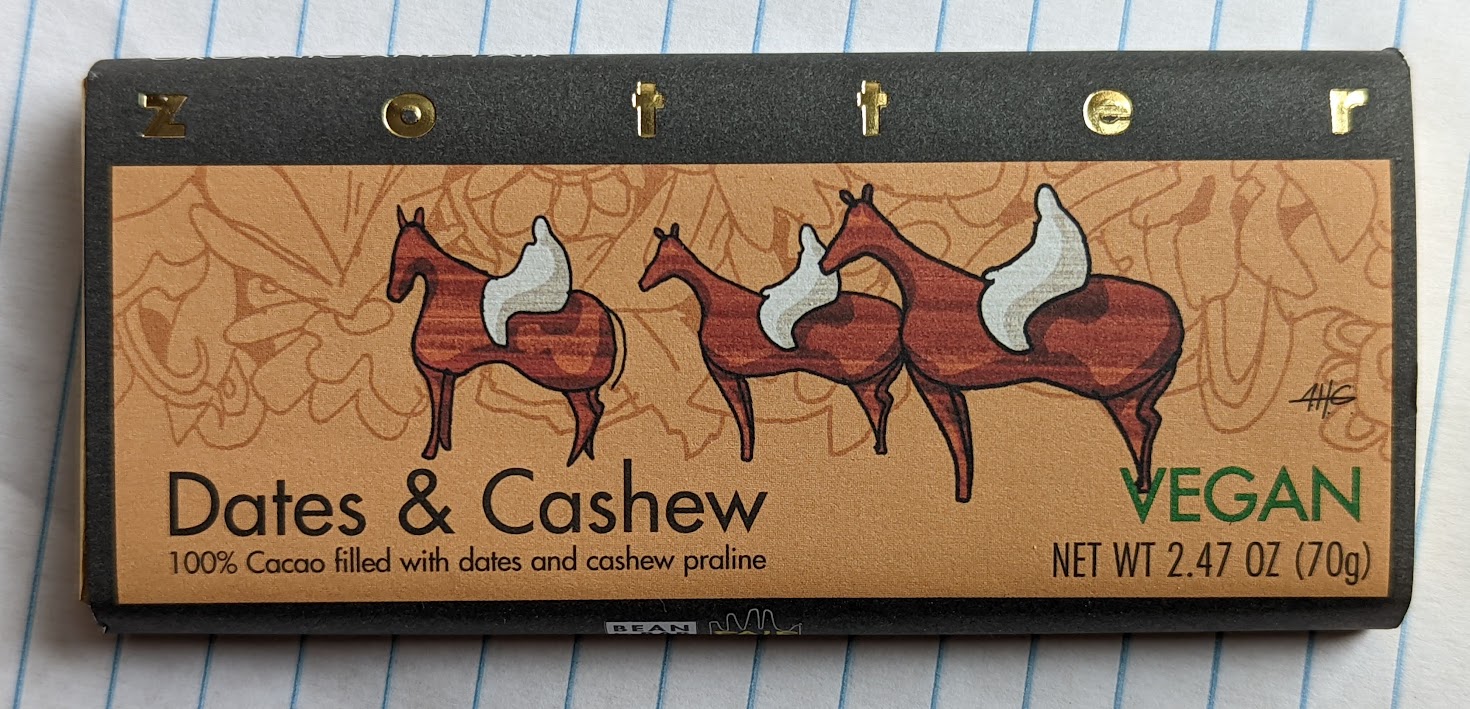 zotter
AHG
Dates & Cashew
VEGAN
100% Cacao filled with dates and cashew praline
NET WT 2.47 OZ (70g)
BEAN